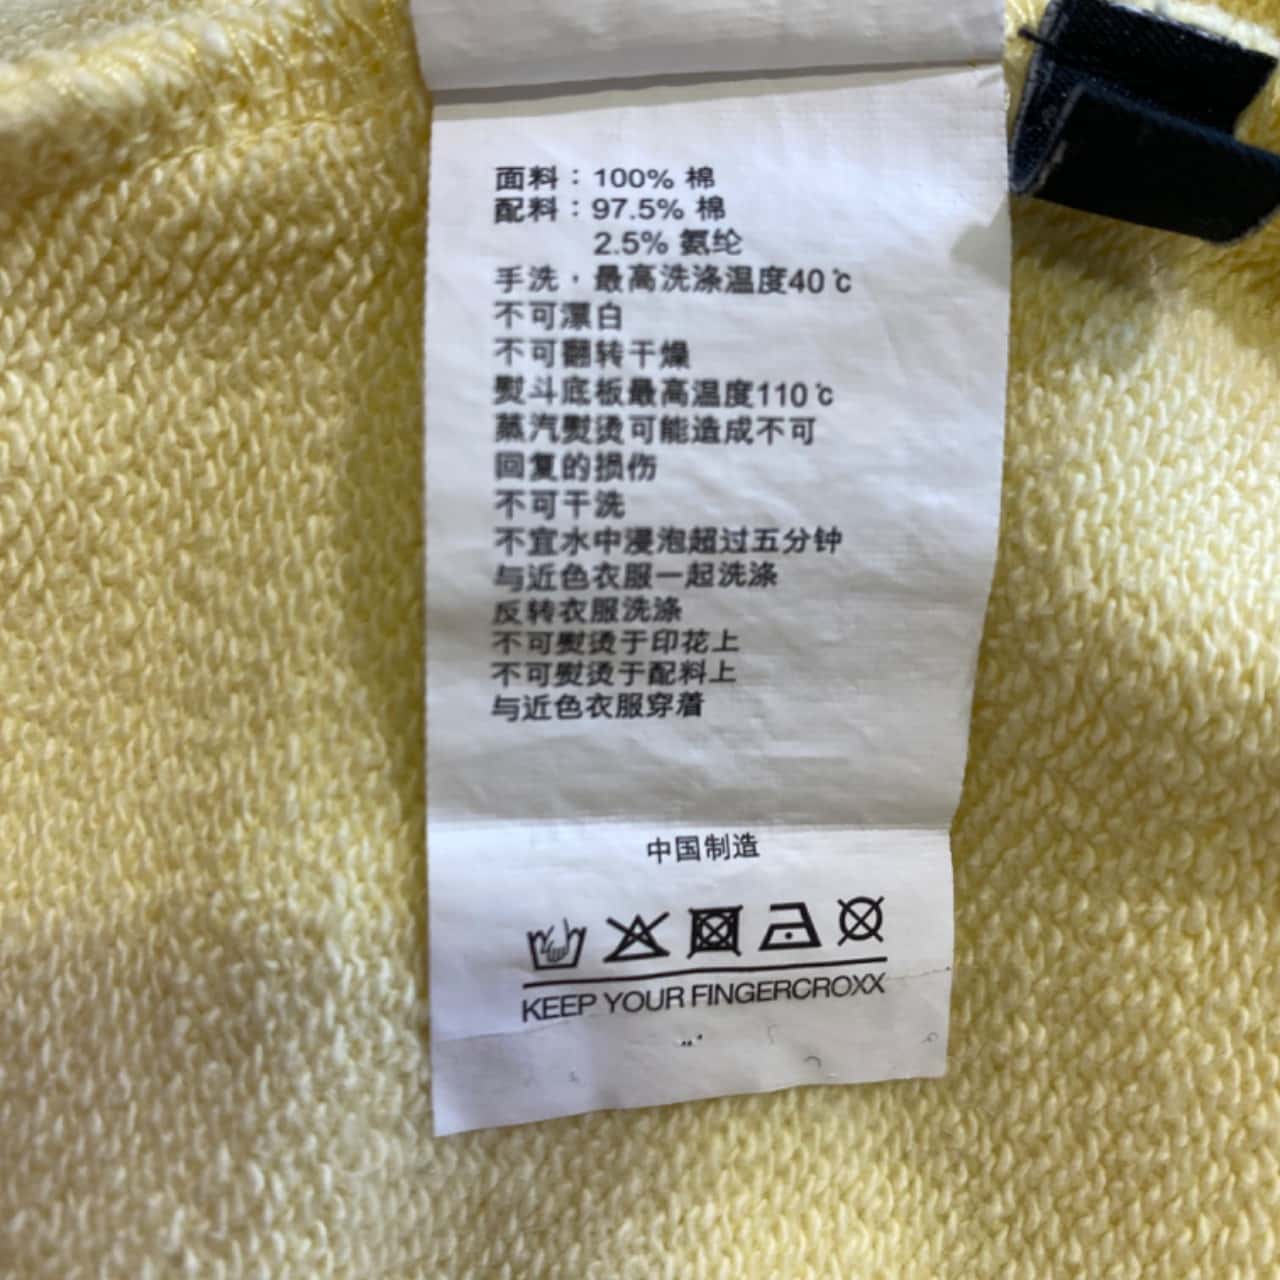 面料：100% 棉
配料：97.5% 棉
2.5% 氨纶
手洗，最高洗涤温度40℃
不可漂白
不可翻转干燥
熨斗底板最高温度110℃
蒸汽熨烫可能造成不可
回复的损伤
不可干洗
不宜水中浸泡超过五分钟
与近色衣服一起洗涤
反转衣服洗涤
不可熨烫于印花上
不可熨烫于配料上
与近色衣服穿着
中国制造
KEEP YOUR FINGERCROXX